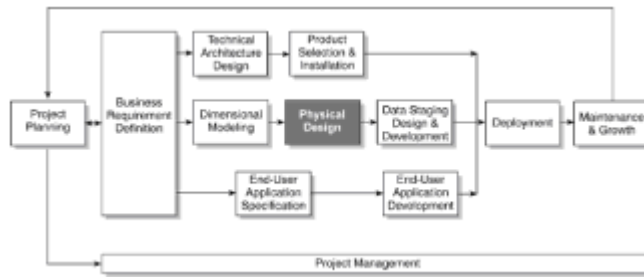 Technical
Architecture
Design
Product
Selection &
Installation
Project
Planning
Business
Requirement
Definition
Dimensional
Modeling
Physical
Design
Data Staging
Design &
Development
Deployment
Maintenance
& Growth
End-User
Application
Specification
End-User
Application
Development
Project Management